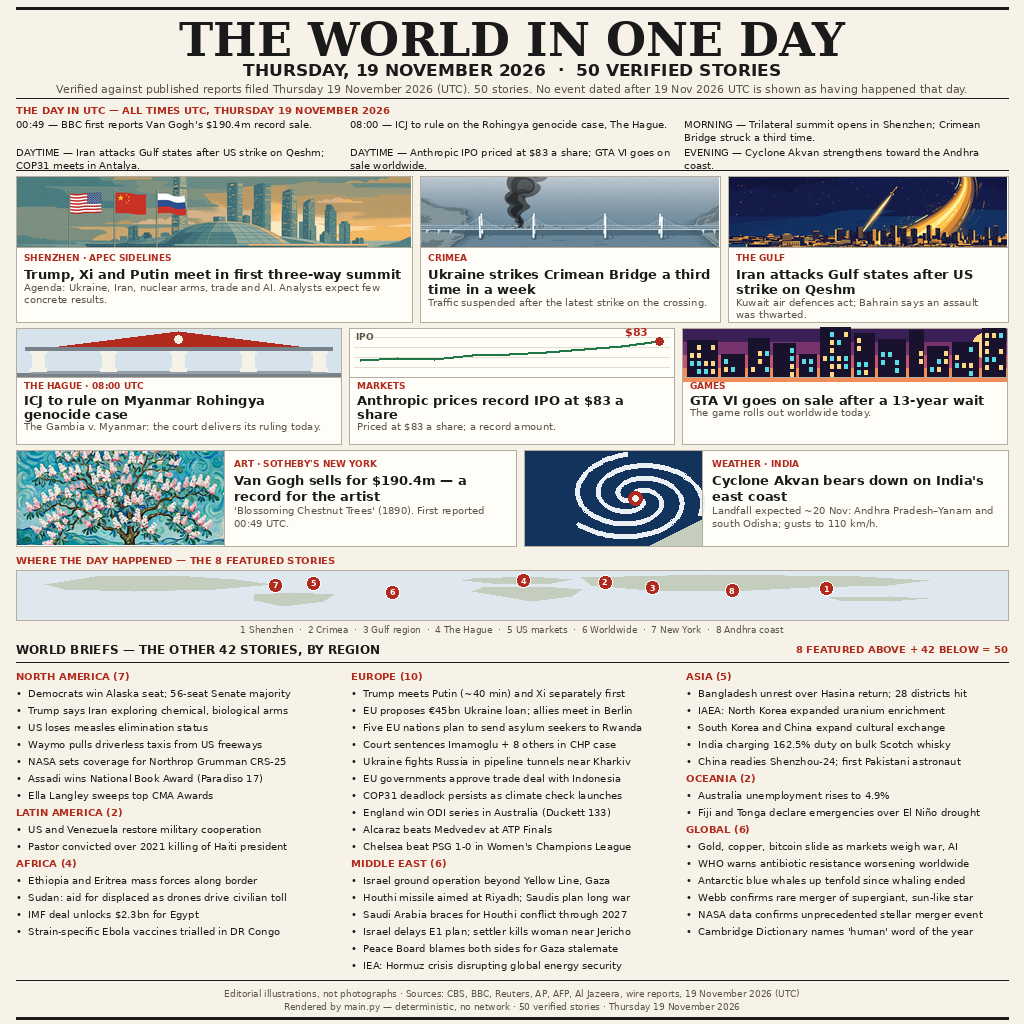 THE WORLD IN ONE DAY
THURSDAY, 19 NOVEMBER 2026 · 50 VERIFIED STORIES
Verified against published reports filed Thursday 19 November 2026 (UTC). 50 stories. No event dated after 19 Nov 2026 UTC is shown as having happened that day.
THE DAY IN UTC — ALL TIMES UTC, THURSDAY 19 NOVEMBER 2026
00:49 — BBC first reports Van Gogh's $190.4m record sale.
08:00 — ICJ to rule on the Rohingya genocide case, The Hague.
MORNING — Trilateral summit opens in Shenzhen; Crimean
Bridge struck a third time.
DAYTIME — Iran attacks Gulf states after US strike on Qeshm;
COP31 meets in Antalya.
DAYTIME — Anthropic IPO priced at $83 a share; GTA VI goes on
sale worldwide.
EVENING — Cyclone Akvan strengthens toward the Andhra
coast.
SHENZHEN · APEC SIDELINES
Trump, Xi and Putin meet in first three-way summit
Agenda: Ukraine, Iran, nuclear arms, trade and AI. Analysts expect few
concrete results.
CRIMEA
Ukraine strikes Crimean Bridge a third
time in a week
Traffic suspended after the latest strike on the crossing.
THE GULF
Iran attacks Gulf states after US
strike on Qeshm
Kuwait air defences act; Bahrain says an assault
was thwarted.
THE HAGUE · 08:00 UTC
ICJ to rule on Myanmar Rohingya
genocide case
The Gambia v. Myanmar: the court delivers its ruling today.
IPO
$83
MARKETS
Anthropic prices record IPO at $83 a
share
Priced at $83 a share; a record amount.
GAMES
GTA VI goes on sale after a 13-year wait
The game rolls out worldwide today.
ART · SOTHEBY'S NEW YORK
Van Gogh sells for $190.4m — a
record for the artist
'Blossoming Chestnut Trees' (1890). First reported
00:49 UTC.
WEATHER · INDIA
Cyclone Akvan bears down on India's
east coast
Landfall expected ~20 Nov: Andhra Pradesh–Yanam and
south Odisha; gusts to 110 km/h.
WHERE THE DAY HAPPENED — THE 8 FEATURED STORIES
7 5 6 4 2 3 8 1
1 Shenzhen · 2 Crimea · 3 Gulf region · 4 The Hague · 5 US markets · 6 Worldwide · 7 New York · 8 Andhra coast
WORLD BRIEFS — THE OTHER 42 STORIES, BY REGION
8 FEATURED ABOVE + 42 BELOW = 50
NORTH AMERICA (7)
• Democrats win Alaska seat; 56-seat Senate majority
• Trump says Iran exploring chemical, biological arms
• US loses measles elimination status
• Waymo pulls driverless taxis from US freeways
• NASA sets coverage for Northrop Grumman CRS-25
• Assadi wins National Book Award (Paradiso 17)
• Ella Langley sweeps top CMA Awards
LATIN AMERICA (2)
• US and Venezuela restore military cooperation
• Pastor convicted over 2021 killing of Haiti president
AFRICA (4)
• Ethiopia and Eritrea mass forces along border
• Sudan: aid for displaced as drones drive civilian toll
• IMF deal unlocks $2.3bn for Egypt
• Strain-specific Ebola vaccines trialled in DR Congo
EUROPE (10)
• Trump meets Putin (~40 min) and Xi separately first
• EU proposes €45bn Ukraine loan; allies meet in Berlin
• Five EU nations plan to send asylum seekers to Rwanda
• Court sentences Imamoglu + 8 others in CHP case
• Ukraine fights Russia in pipeline tunnels near Kharkiv
• EU governments approve trade deal with Indonesia
• COP31 deadlock persists as climate check launches
• England win ODI series in Australia (Duckett 133)
• Alcaraz beats Medvedev at ATP Finals
• Chelsea beat PSG 1-0 in Women's Champions League
MIDDLE EAST (6)
• Israel ground operation beyond Yellow Line, Gaza
• Houthi missile aimed at Riyadh; Saudis plan long war
• Saudi Arabia braces for Houthi conflict through 2027
• Israel delays E1 plan; settler kills woman near Jericho
• Peace Board blames both sides for Gaza stalemate
• IEA: Hormuz crisis disrupting global energy security
ASIA (5)
• Bangladesh unrest over Hasina return; 28 districts hit
• IAEA: North Korea expanded uranium enrichment
• South Korea and China expand cultural exchange
• India charging 162.5% duty on bulk Scotch whisky
• China readies Shenzhou-24; first Pakistani astronaut
OCEANIA (2)
• Australia unemployment rises to 4.9%
• Fiji and Tonga declare emergencies over El Niño drought
GLOBAL (6)
• Gold, copper, bitcoin slide as markets weigh war, AI
• WHO warns antibiotic resistance worsening worldwide
• Antarctic blue whales up tenfold since whaling ended
• Webb confirms rare merger of supergiant, sun-like star
• NASA data confirms unprecedented stellar merger event
• Cambridge Dictionary names 'human' word of the year
Editorial illustrations, not photographs · Sources: CBS, BBC, Reuters, AP, AFP, Al Jazeera, wire reports, 19 November 2026 (UTC)
Rendered by main.py — deterministic, no network · 50 verified stories · Thursday 19 November 2026